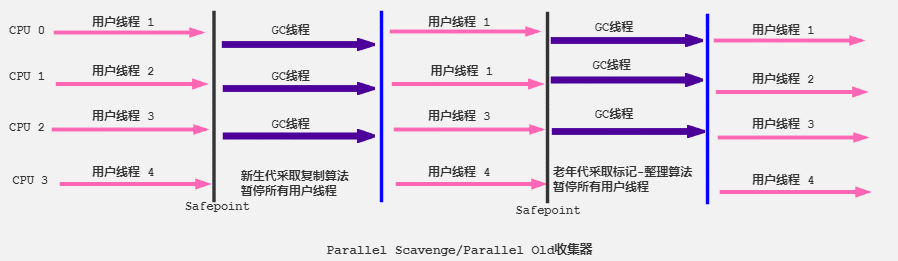 CPU 0 用户线程 1 GC线程 用户线程 1 GC线程 用户线程 1
CPU 1 用户线程 2 GC线程 用户线程 1 GC线程 用户线程 2
CPU 2 用户线程 3 GC线程 用户线程 3 GC线程 用户线程 3
CPU 3 用户线程 4 新生代采取复制算法 用户线程 4 老年代采取标记-整理算法 用户线程 4
暂停所有用户线程 暂停所有用户线程
Safepoint Safepoint
Parallel Scavenge/Parallel Old收集器